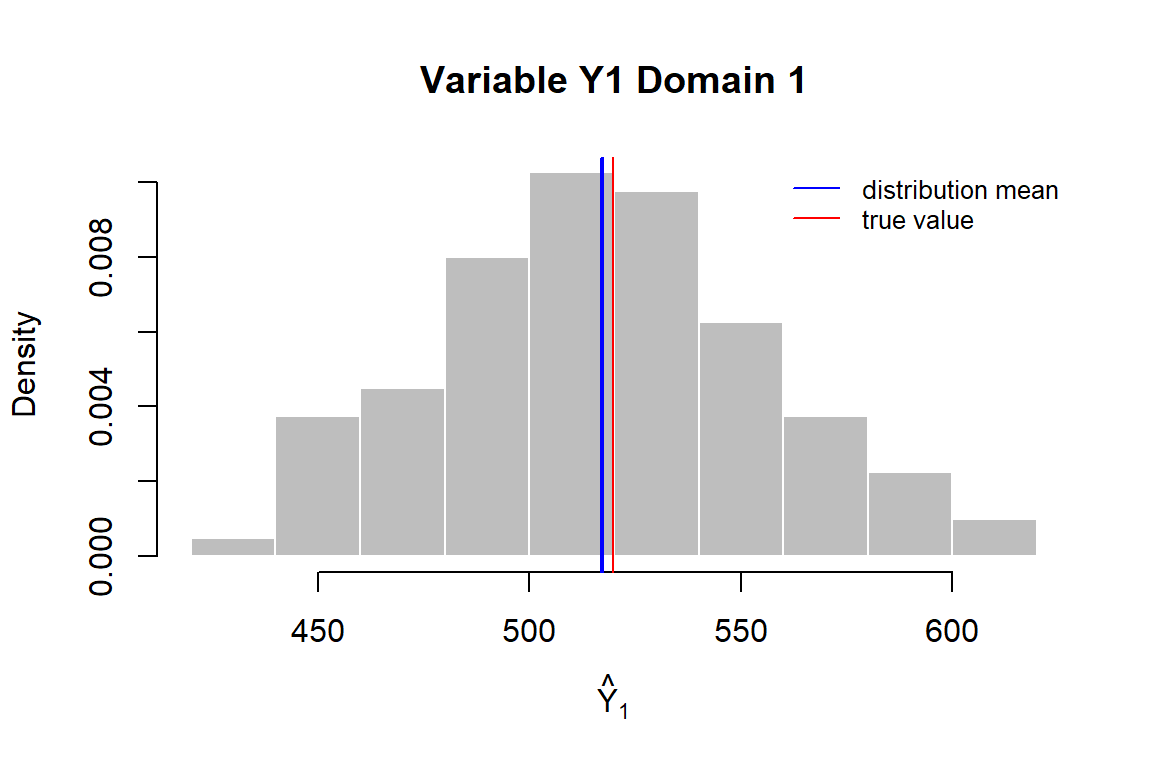 Variable Y1 Domain 1
distribution mean
true value
Density
0.008
0.004
0.000
450 500 550 600
Ŷ₁